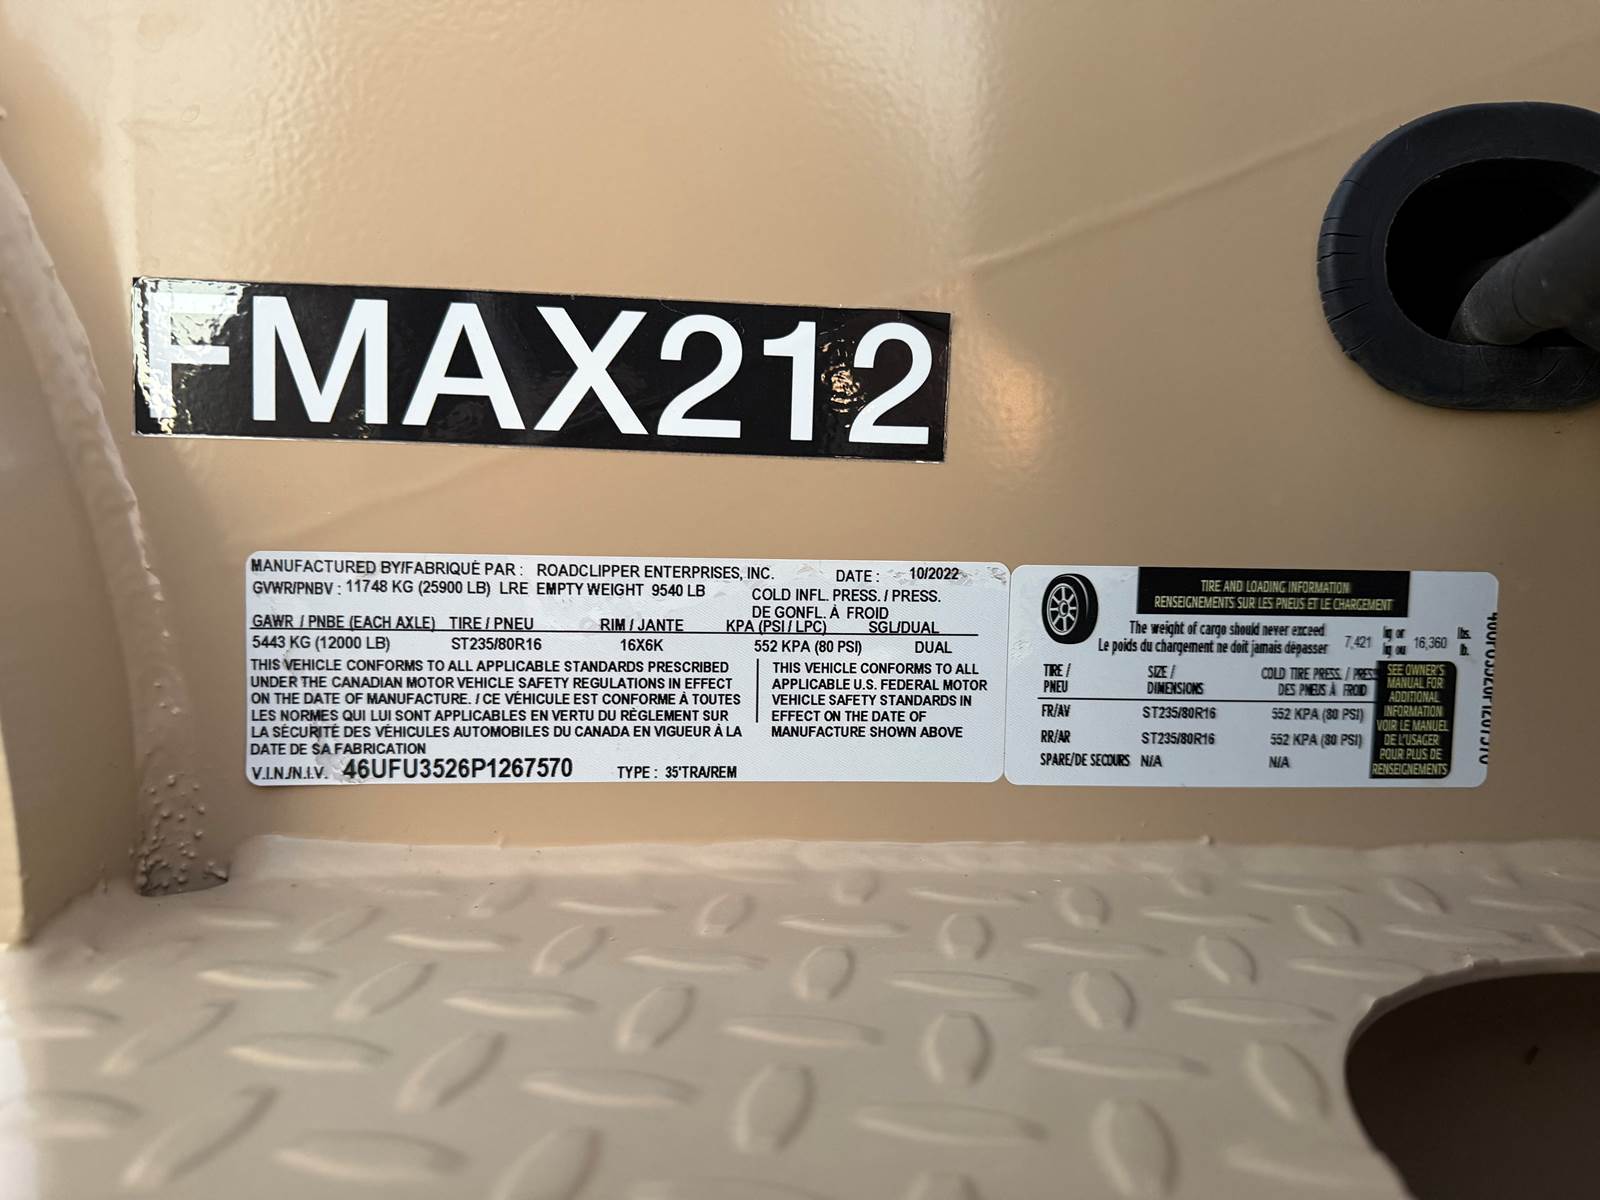 FMAX212
MANUFACTURED BY/FABRIQUÉ PAR : ROADCLIPPER ENTERPRISES, INC. DATE : 10/2022
GVWR/PNBV : 11748 KG (25900 LB) LRE EMPTY WEIGHT 9540 LB
COLD INFL. PRESS. / PRESS.
DE GONFL. À FROID
GAWR / PNBE (EACH AXLE) TIRE / PNEU RIM / JANTE KPA (PSI / LPC) SGL/DUAL
5443 KG (12000 LB) ST235/80R16 16X6K 552 KPA (80 PSI) DUAL
THIS VEHICLE CONFORMS TO ALL APPLICABLE STANDARDS PRESCRIBED
UNDER THE CANADIAN MOTOR VEHICLE SAFETY REGULATIONS IN EFFECT
ON THE DATE OF MANUFACTURE. / CE VÉHICULE EST CONFORME À TOUTES
LES NORMES QUI LUI SONT APPLICABLES EN VERTU DU RÈGLEMENT SUR
LA SÉCURITÉ DES VÉHICULES AUTOMOBILES DU CANADA EN VIGUEUR À LA
DATE DE SA FABRICATION
THIS VEHICLE CONFORMS TO ALL
APPLICABLE U.S. FEDERAL MOTOR
VEHICLE SAFETY STANDARDS IN
EFFECT ON THE DATE OF
MANUFACTURE SHOWN ABOVE
V.I.N./N.I.V. 46UFU3526P1267570 TYPE : 35'TRA/REM
TIRE AND LOADING INFORMATION
RENSEIGNEMENTS SUR LES PNEUS ET LE CHARGEMENT
The weight of cargo should never exceed kg or lbs.
Le poids du chargement ne doit jamais dépasser 7,421 kg ou 16,360 lb.
TIRE / SIZE / COLD TIRE PRESS. / PRESS
PNEU DIMENSIONS DES PNEUS À FROID
FR/AV ST235/80R16 552 KPA (80 PSI)
RR/AR ST235/80R16 552 KPA (80 PSI)
SPARE/DE SECOURS N/A N/A
SEE OWNER'S
MANUAL FOR
ADDITIONAL
INFORMATION
VOIR LE MANUEL
DE L'USAGER
POUR PLUS DE
RENSEIGNEMENTS